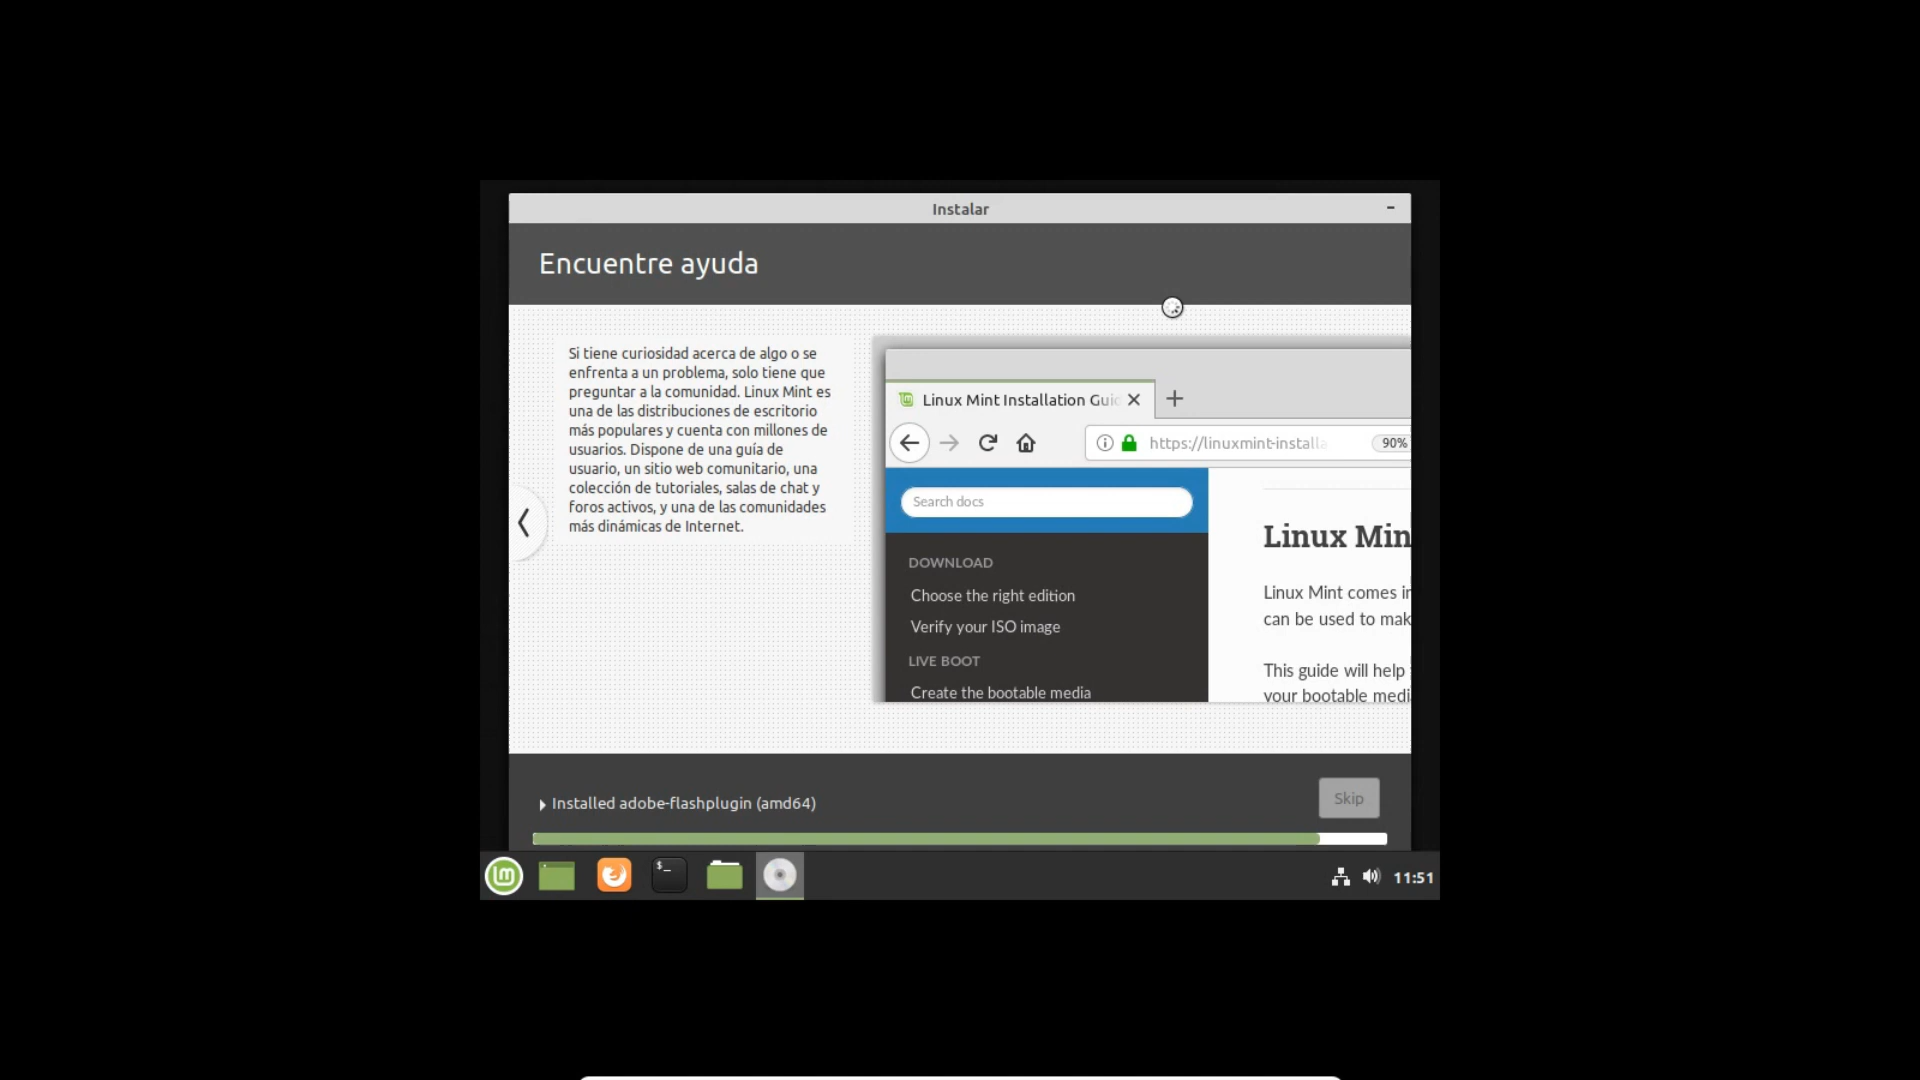 Instalar
Encuentre ayuda
Si tiene curiosidad acerca de algo o se
enfrenta a un problema, solo tiene que
preguntar a la comunidad. Linux Mint es
una de las distribuciones de escritorio
más populares y cuenta con millones de
usuarios. Dispone de una guía de
usuario, un sitio web comunitario, una
colección de tutoriales, salas de chat y
foros activos, y una de las comunidades
más dinámicas de Internet.
Linux Mint Installation Guid
https://linuxmint-installa
90%
Search docs
DOWNLOAD
Choose the right edition
Verify your ISO image
LIVE BOOT
Create the bootable media
Linux Min
Linux Mint comes in
can be used to mak
This guide will help
your bootable medi
Installed adobe-flashplugin (amd64)
Skip
$_
11:51